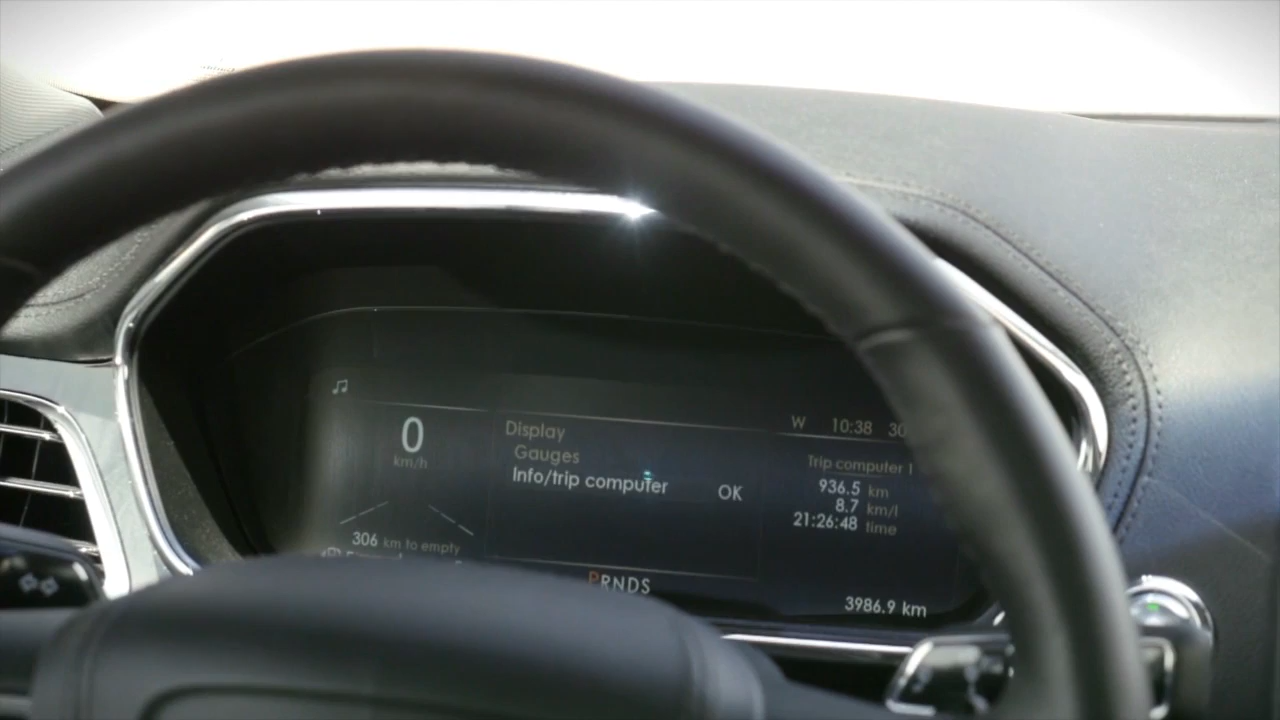 0
km/h
306 km to empty
Display
Gauges
Info/trip computer
OK
PRNDS
W 10:38 30
Trip computer 1
936.5 km
8.7 km/l
21:26:48 time
3986.9 km